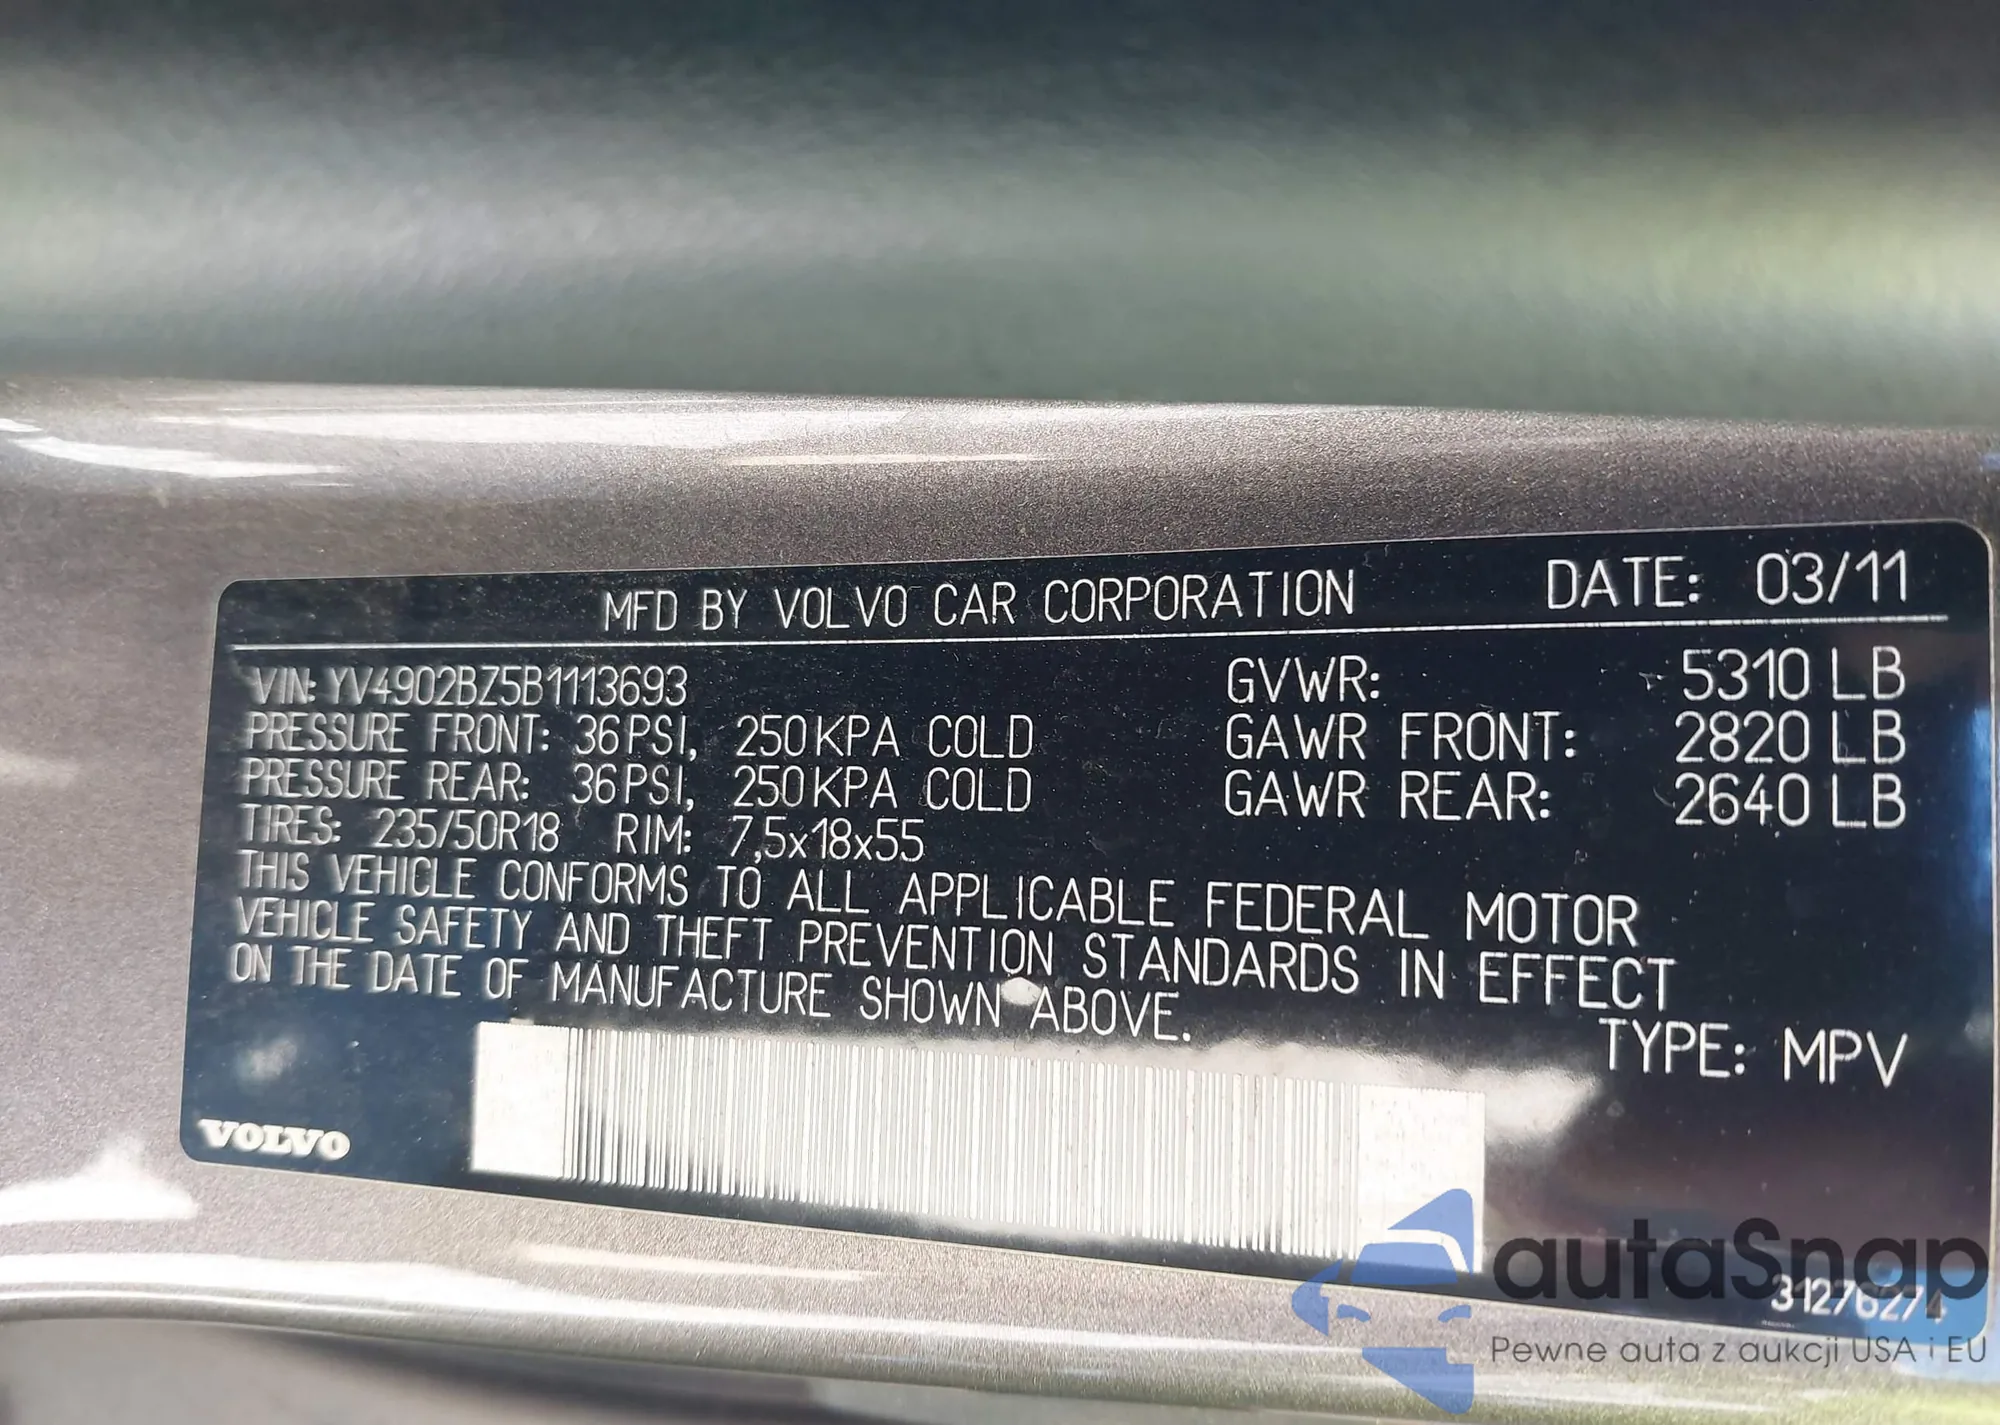 MFD BY VOLVO CAR CORPORATION DATE: 03/11
VIN: YV4902BZ5B1113693 GVWR: 5310 LB
PRESSURE FRONT: 36 PSI, 250 KPA COLD GAWR FRONT: 2820 LB
PRESSURE REAR: 36 PSI, 250 KPA COLD GAWR REAR: 2640 LB
TIRES: 235/50R18 RIM: 7,5x18x55
THIS VEHICLE CONFORMS TO ALL APPLICABLE FEDERAL MOTOR
VEHICLE SAFETY AND THEFT PREVENTION STANDARDS IN EFFECT
ON THE DATE OF MANUFACTURE SHOWN ABOVE.
TYPE: MPV
VOLVO
31276274
autaSnap
Pewne auta z aukcji USA i EU